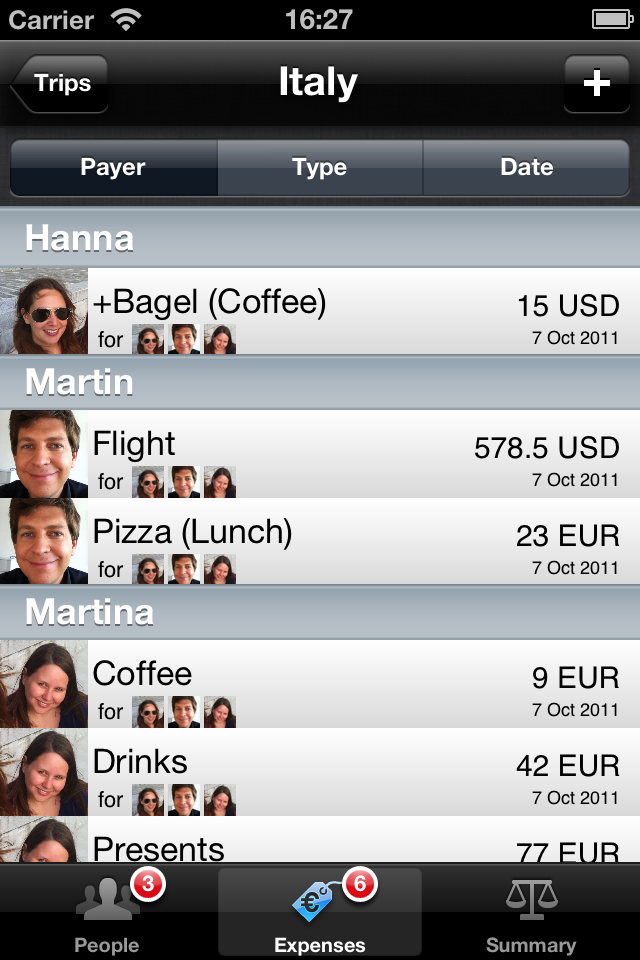 Carrier 16:27
Trips Italy +
Payer Type Date
Hanna
+Bagel (Coffee) 15 USD
for 7 Oct 2011
Martin
Flight 578.5 USD
for 7 Oct 2011
Pizza (Lunch) 23 EUR
for 7 Oct 2011
Martina
Coffee 9 EUR
for 7 Oct 2011
Drinks 42 EUR
for 7 Oct 2011
Presents 77 EUR
3 € 6
People Expenses Summary